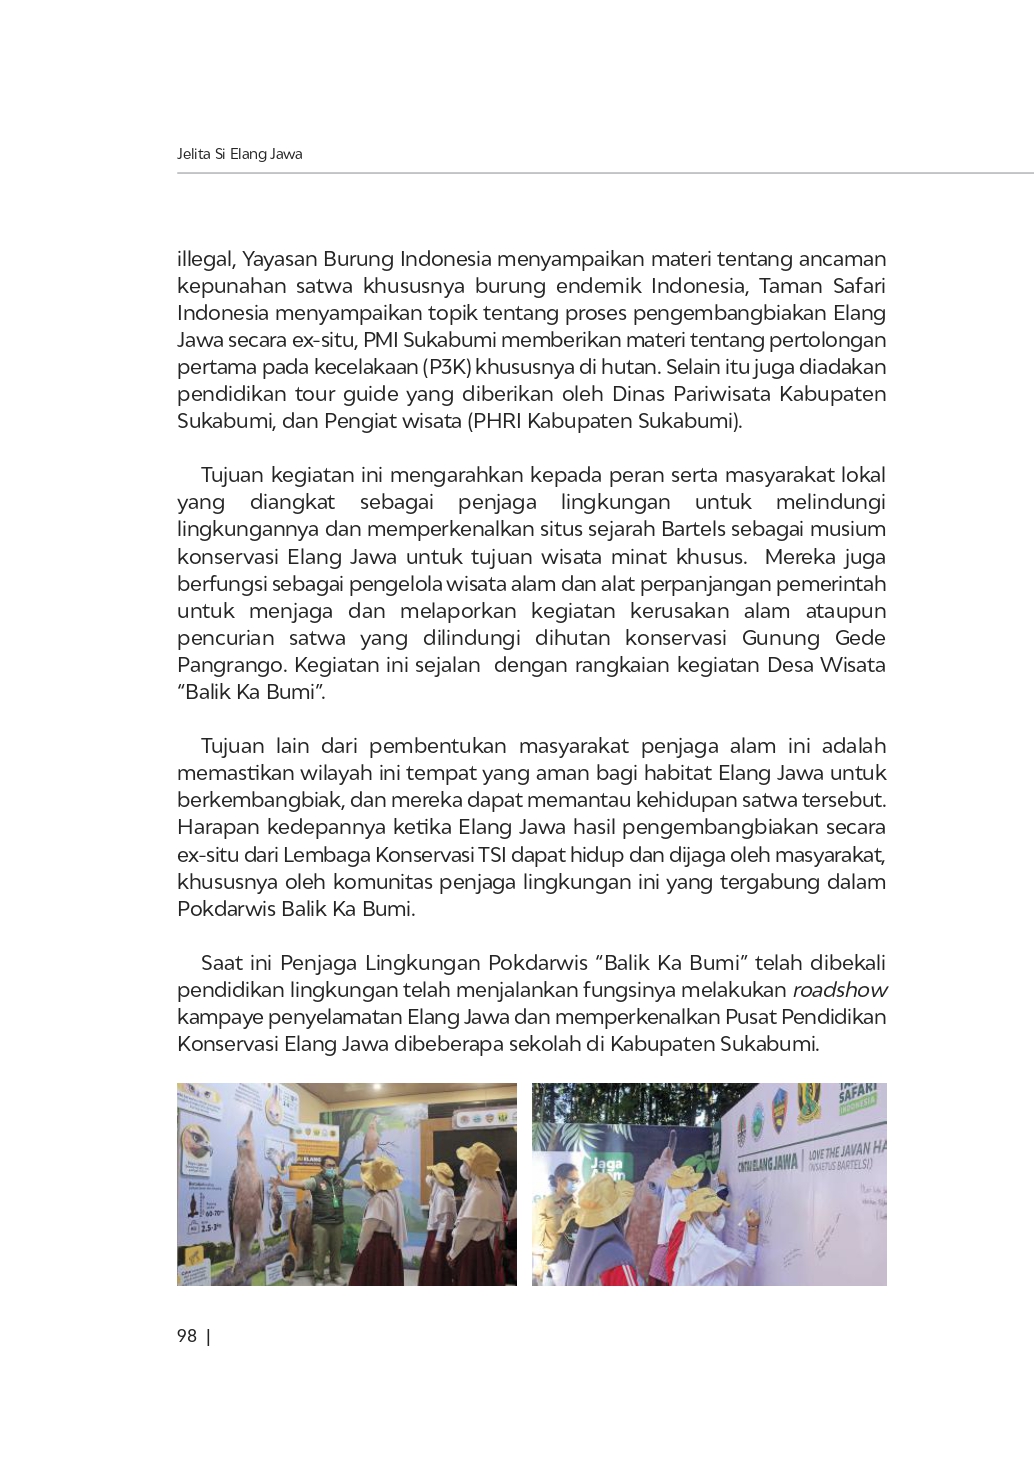 Jelita Si Elang Jawa
illegal, Yayasan Burung Indonesia menyampaikan materi tentang ancaman
kepunahan satwa khususnya burung endemik Indonesia, Taman Safari
Indonesia menyampaikan topik tentang proses pengembangbiakan Elang
Jawa secara ex-situ, PMI Sukabumi memberikan materi tentang pertolongan
pertama pada kecelakaan (P3K) khususnya di hutan. Selain itu juga diadakan
pendidikan tour guide yang diberikan oleh Dinas Pariwisata Kabupaten
Sukabumi, dan Pengiat wisata (PHRI Kabupaten Sukabumi).
Tujuan kegiatan ini mengarahkan kepada peran serta masyarakat lokal
yang diangkat sebagai penjaga lingkungan untuk melindungi
lingkungannya dan memperkenalkan situs sejarah Bartels sebagai musium
konservasi Elang Jawa untuk tujuan wisata minat khusus. Mereka juga
berfungsi sebagai pengelola wisata alam dan alat perpanjangan pemerintah
untuk menjaga dan melaporkan kegiatan kerusakan alam ataupun
pencurian satwa yang dilindungi dihutan konservasi Gunung Gede
Pangrango. Kegiatan ini sejalan dengan rangkaian kegiatan Desa Wisata
“Balik Ka Bumi”.
Tujuan lain dari pembentukan masyarakat penjaga alam ini adalah
memastikan wilayah ini tempat yang aman bagi habitat Elang Jawa untuk
berkembangbiak, dan mereka dapat memantau kehidupan satwa tersebut.
Harapan kedepannya ketika Elang Jawa hasil pengembangbiakan secara
ex-situ dari Lembaga Konservasi TSI dapat hidup dan dijaga oleh masyarakat,
khususnya oleh komunitas penjaga lingkungan ini yang tergabung dalam
Pokdarwis Balik Ka Bumi.
Saat ini Penjaga Lingkungan Pokdarwis “Balik Ka Bumi” telah dibekali
pendidikan lingkungan telah menjalankan fungsinya melakukan roadshow
kampaye penyelamatan Elang Jawa dan memperkenalkan Pusat Pendidikan
Konservasi Elang Jawa dibeberapa sekolah di Kabupaten Sukabumi.
60-70
2.5-3
SAFARI
INDONESIA
Jaga
CINTAI ELANG JAWA
LOVE THE JAVAN HA
(NISAETUS BARTELSI)
98 |